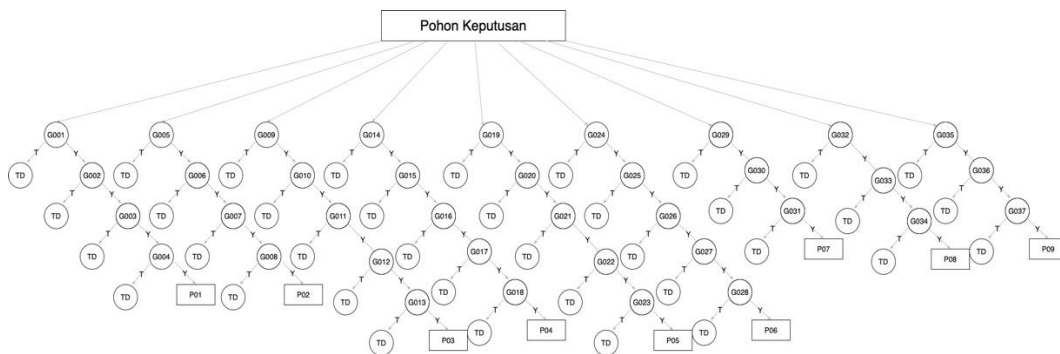 Pohon Keputusan
G001 G005 G009 G014 G019 G024 G029 G032 G035
T Y T Y T Y T Y T Y T Y T Y T Y T Y
TD G002 TD G006 TD G010 TD G015 TD G020 TD G025 TD G030 TD G033 TD G036
T Y T Y T Y T Y T Y T Y T Y T Y T Y
TD G003 TD G007 TD G011 TD G016 TD G021 TD G026 TD G031 TD G034 TD G037
T Y T Y T Y T Y T Y T Y T Y T Y T Y
TD G004 TD G008 TD G012 TD G017 TD G022 TD G027 TD P07 TD P08 TD P09
T Y T Y T Y T Y T Y T Y
TD P01 TD P02 TD G013 TD G018 TD G023 TD G028
T Y T Y T Y T Y
TD P03 TD P04 TD P05 TD P06